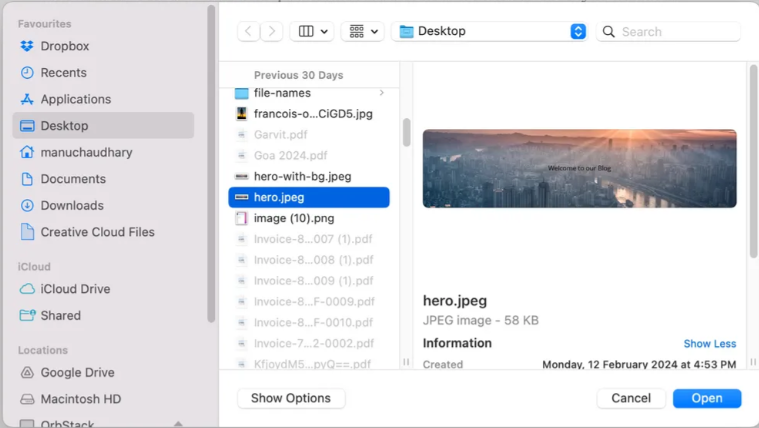 Favourites
Dropbox
Recents
Applications
Desktop
manuchaudhary
Documents
Downloads
Creative Cloud Files
iCloud
iCloud Drive
Shared
Locations
Google Drive
Macintosh HD
OrbStack
Desktop
Search
Previous 30 Days
file-names
francois-o...CiGD5.jpg
Garvit.pdf
Goa 2024.pdf
hero-with-bg.jpeg
hero.jpeg
image (10).png
Invoice-8...007 (1).pdf
Invoice-8...008 (1).pdf
Invoice-8...009 (1).pdf
Invoice-8...F-0009.pdf
Invoice-8...F-0010.pdf
Invoice-7...2-0002.pdf
KfjoydM5...pyQ==.pdf
Welcome to our Blog
hero.jpeg
JPEG image - 58 KB
Information
Show Less
Created
Monday, 12 February 2024 at 4:53 PM
Show Options
Cancel
Open